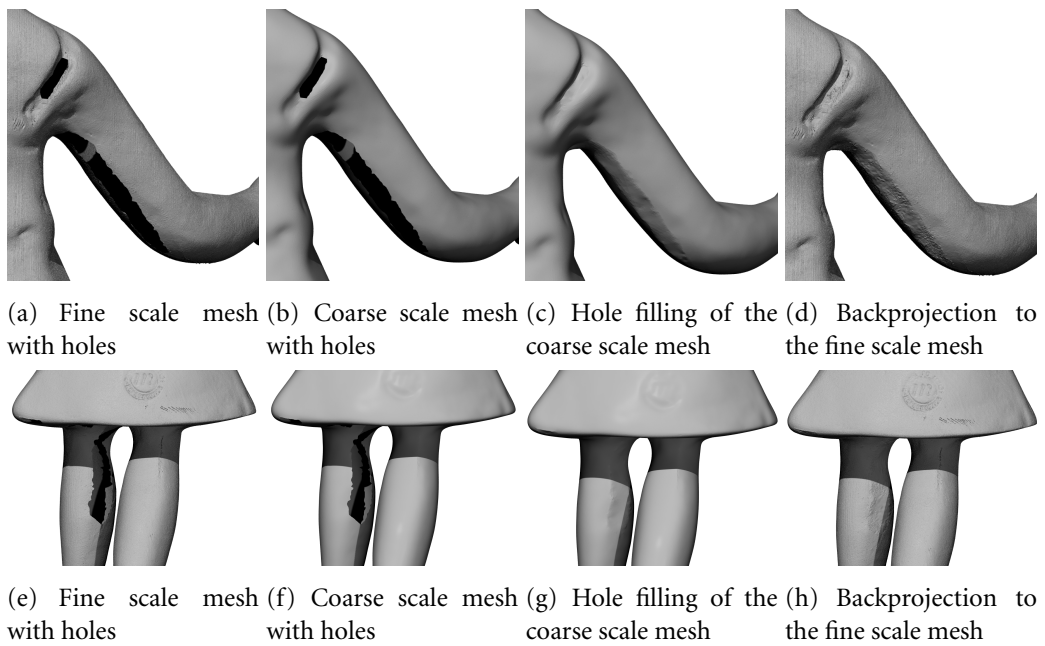 (a) Fine scale mesh
with holes
(b) Coarse scale mesh
with holes
(c) Hole filling of the
coarse scale mesh
(d) Backprojection to
the fine scale mesh
(e) Fine scale mesh
with holes
(f) Coarse scale mesh
with holes
(g) Hole filling of the
coarse scale mesh
(h) Backprojection to
the fine scale mesh